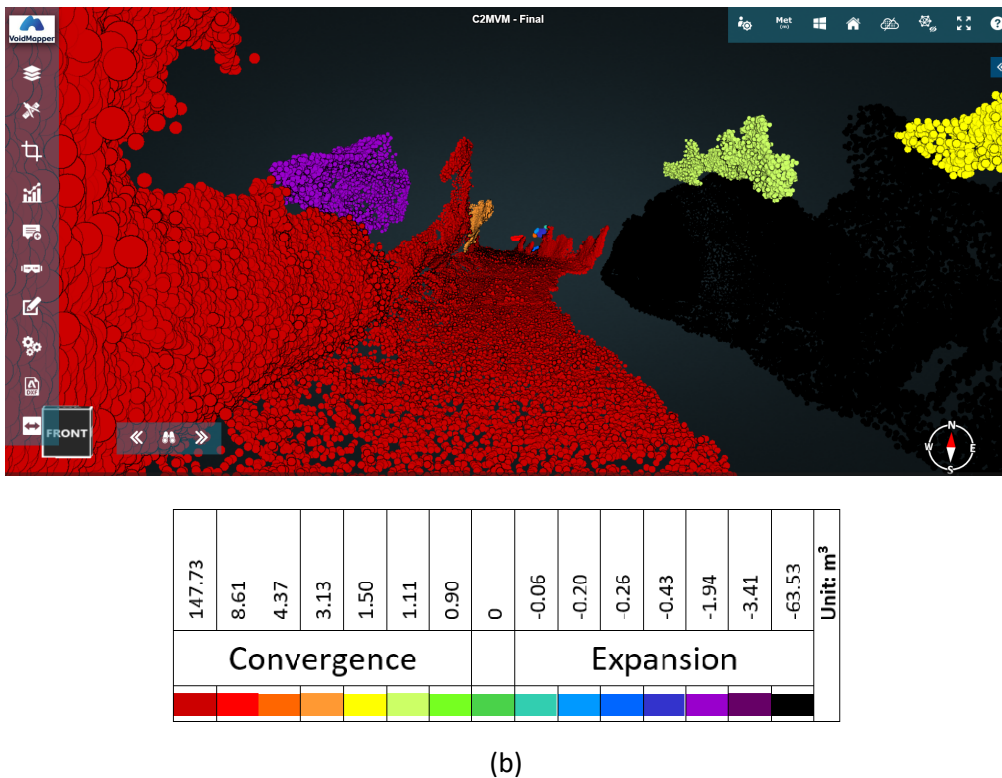 C2MVM - Final
VoidMapper
Met
(m)
?
DXF
FRONT
N
W E
S
147.73 8.61 4.37 3.13 1.50 1.11 0.90 0 -0.06 -0.20 -0.26 -0.43 -1.94 -3.41 -63.53 Unit: m³
Convergence Expansion
(b)